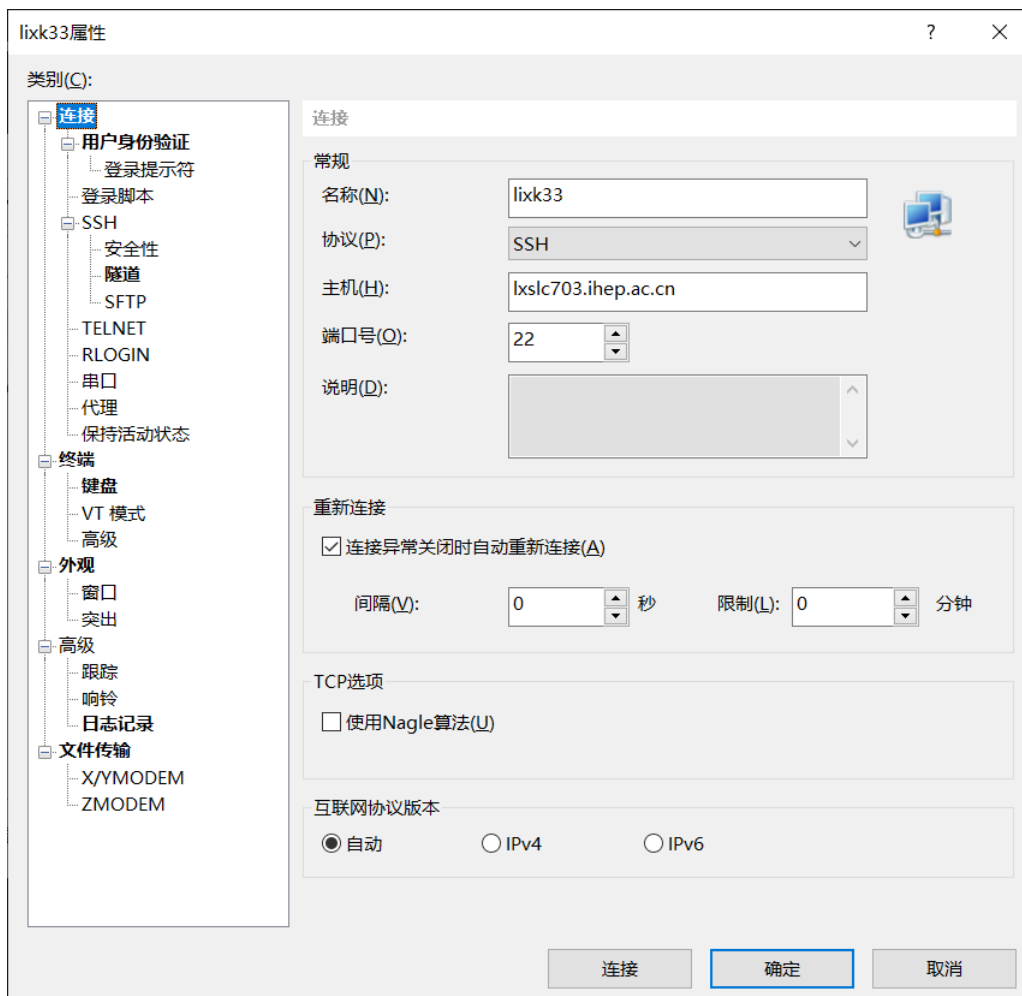 lixk33属性
类别(C):
连接
用户身份验证
登录提示符
登录脚本
SSH
安全性
隧道
SFTP
TELNET
RLOGIN
串口
代理
保持活动状态
终端
键盘
VT 模式
高级
外观
窗口
突出
高级
跟踪
响铃
日志记录
文件传输
X/YMODEM
ZMODEM
连接
常规
名称(N): lixk33
协议(P): SSH
主机(H): lxslc703.ihep.ac.cn
端口号(O): 22
说明(D):
重新连接
连接异常关闭时自动重新连接(A)
间隔(V): 0 秒 限制(L): 0 分钟
TCP选项
使用Nagle算法(U)
互联网协议版本
自动 IPv4 IPv6
连接 确定 取消